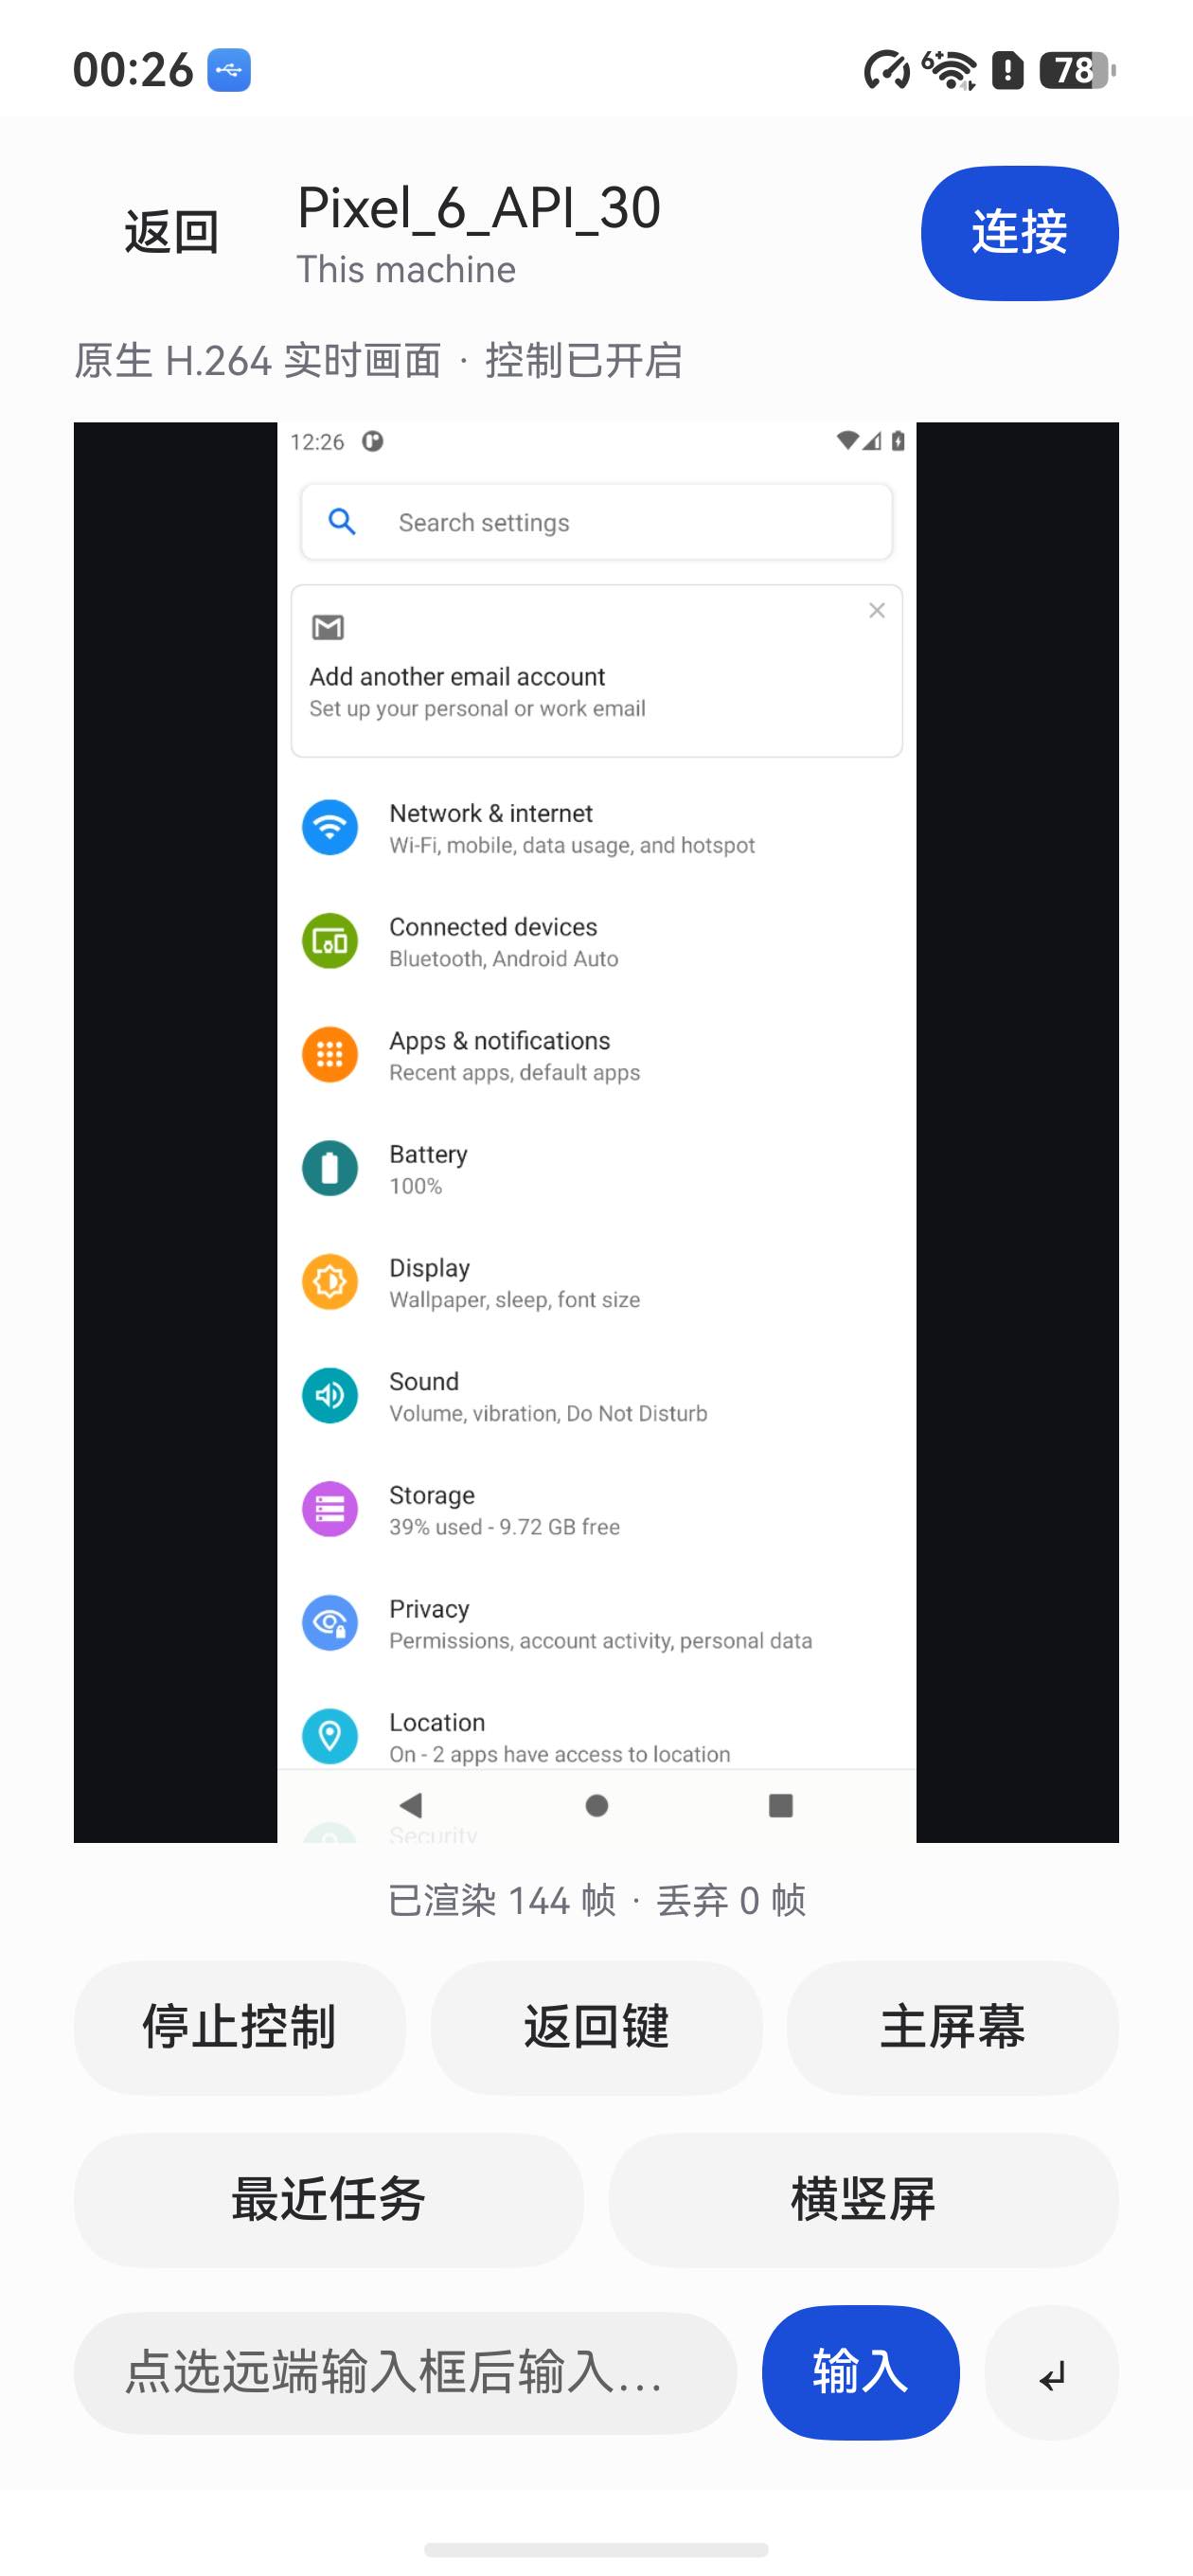 00:26
6+
78
返回
Pixel_6_API_30
This machine
连接
原生 H.264 实时画面 · 控制已开启
12:26
Search settings
Add another email account
Set up your personal or work email
Network & internet
Wi-Fi, mobile, data usage, and hotspot
Connected devices
Bluetooth, Android Auto
Apps & notifications
Recent apps, default apps
Battery
100%
Display
Wallpaper, sleep, font size
Sound
Volume, vibration, Do Not Disturb
Storage
39% used - 9.72 GB free
Privacy
Permissions, account activity, personal data
Location
On - 2 apps have access to location
Security
已渲染 144 帧 · 丢弃 0 帧
停止控制
返回键
主屏幕
最近任务
横竖屏
点选远端输入框后输入...
输入